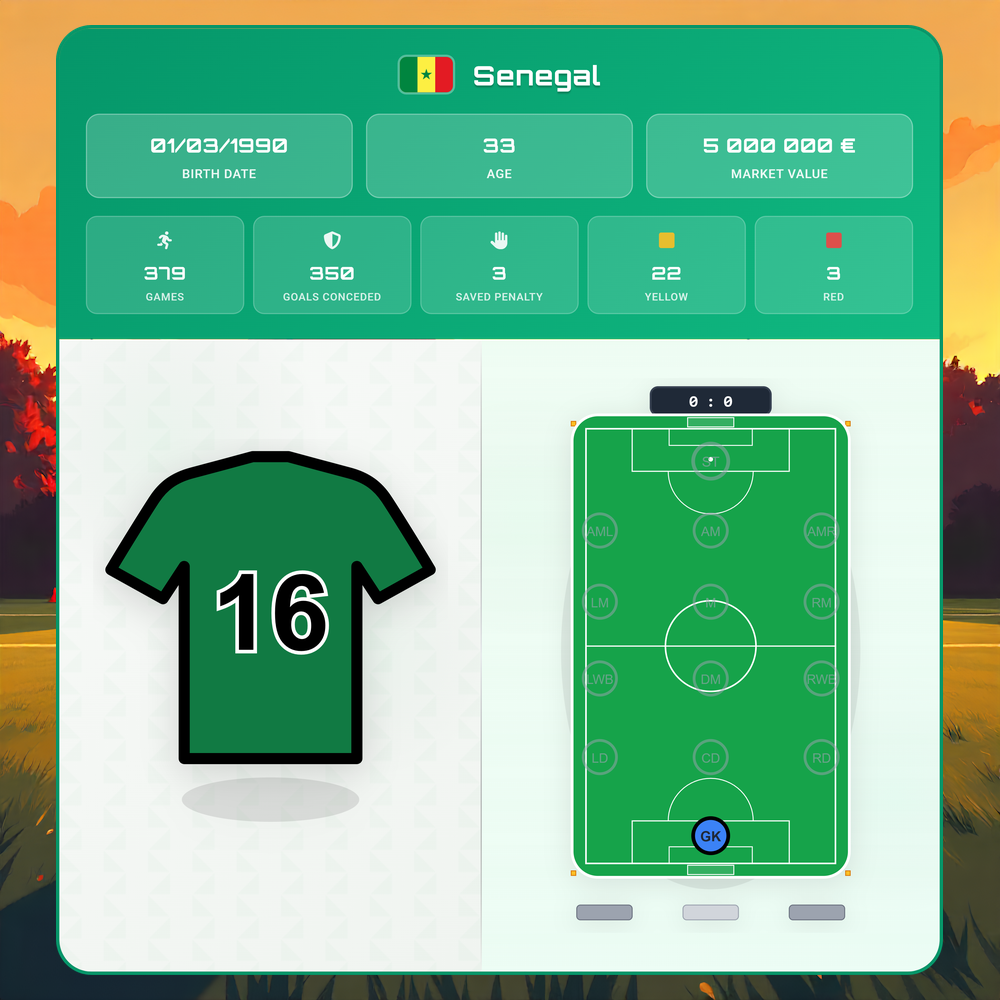 Senegal
01/03/1990
BIRTH DATE
33
AGE
5 000 000 €
MARKET VALUE
379
GAMES
350
GOALS CONCEDED
3
SAVED PENALTY
22
YELLOW
3
RED
16
0 : 0
ST
AML
AM
AMR
LM
M
RM
LWB
DM
RWB
LD
CD
RD
GK